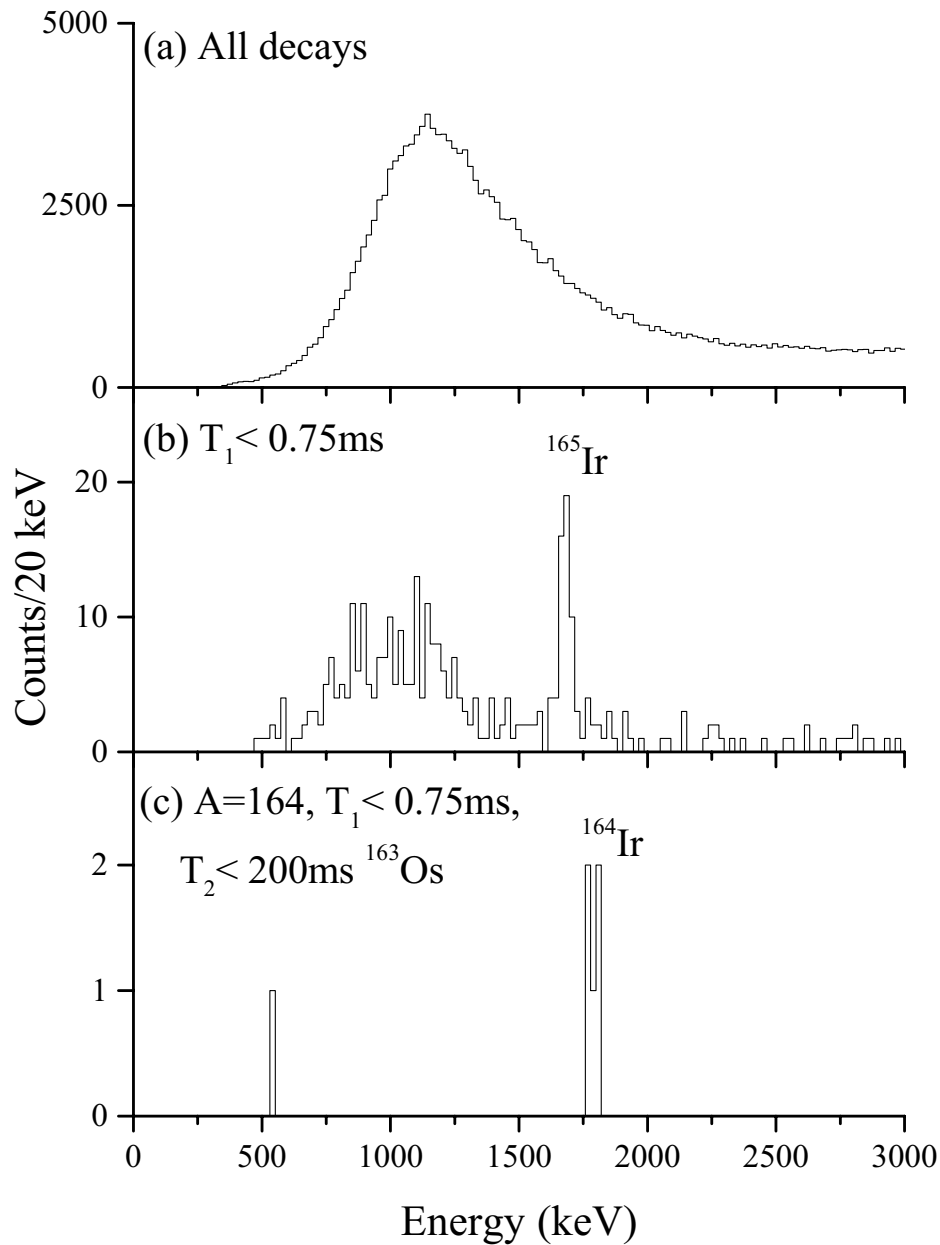 5000
(a) All decays
2500
0
(b) T₁< 0.75ms
¹⁶⁵Ir
20
10
0
Counts/20 keV
(c) A=164, T₁< 0.75ms,
T₂< 200ms ¹⁶³Os
¹⁶⁴Ir
2
1
0
0 500 1000 1500 2000 2500 3000
Energy (keV)